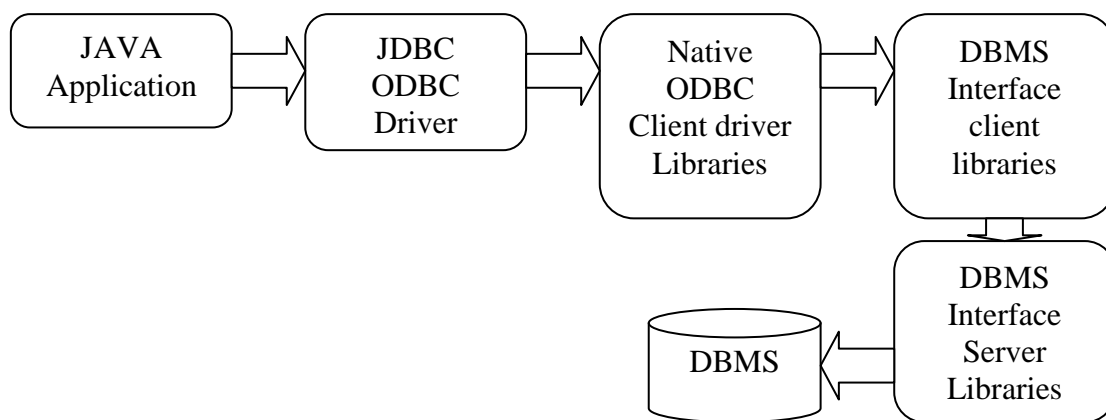 JAVA
Application
JDBC
ODBC
Driver
Native
ODBC
Client driver
Libraries
DBMS
Interface
client
libraries
DBMS
Interface
Server
Libraries
DBMS